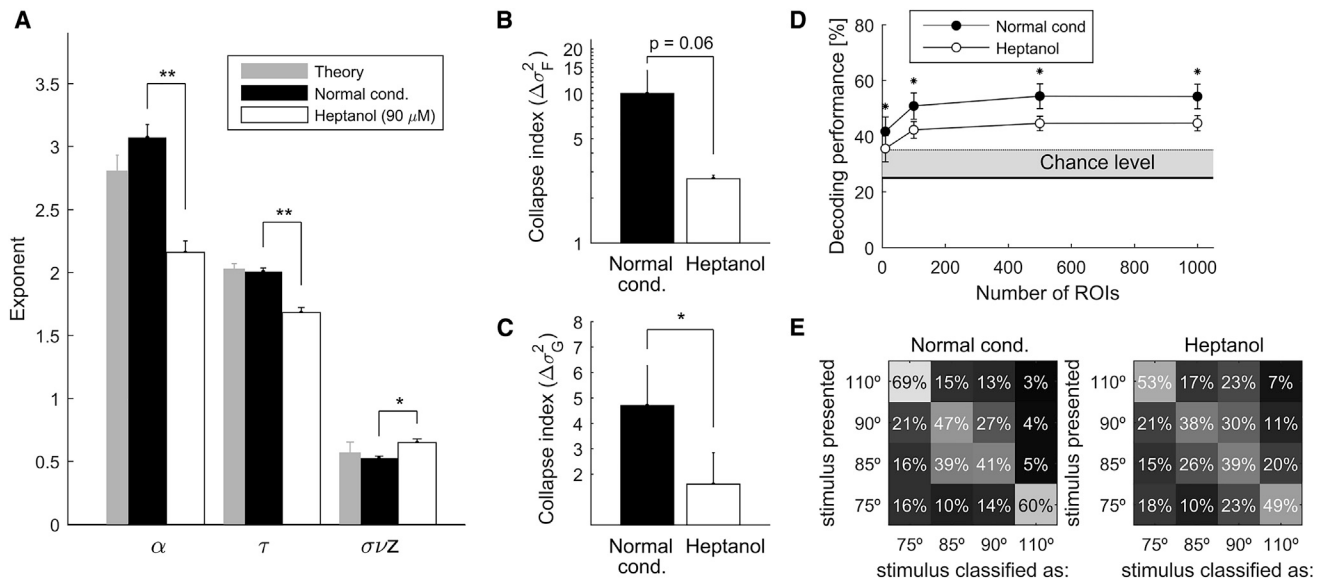 A
Exponent
3.5
3
2.5
2
1.5
1
0.5
0
**
**
*
Theory
Normal cond.
Heptanol (90 μM)
α
τ
σνz
B
Collapse index (Δσ²F)
20
10
5
1
p = 0.06
Normal cond.
Heptanol
C
Collapse index (Δσ²G)
8
7
6
5
4
3
2
*
Normal cond.
Heptanol
D
Decoding performance [%]
80
60
40
20
0
Normal cond
Heptanol
* * * *
Chance level
0 200 400 600 800 1000
Number of ROIs
E
Normal cond.
stimulus presented
110º 69% 15% 13% 3%
90º 21% 47% 27% 4%
85º 16% 39% 41% 5%
75º 16% 10% 14% 60%
75º 85º 90º 110º
stimulus classified as:
Heptanol
stimulus presented
110º 53% 17% 23% 7%
90º 21% 38% 30% 11%
85º 15% 26% 39% 20%
75º 18% 10% 23% 49%
75º 85º 90º 110º
stimulus classified as: